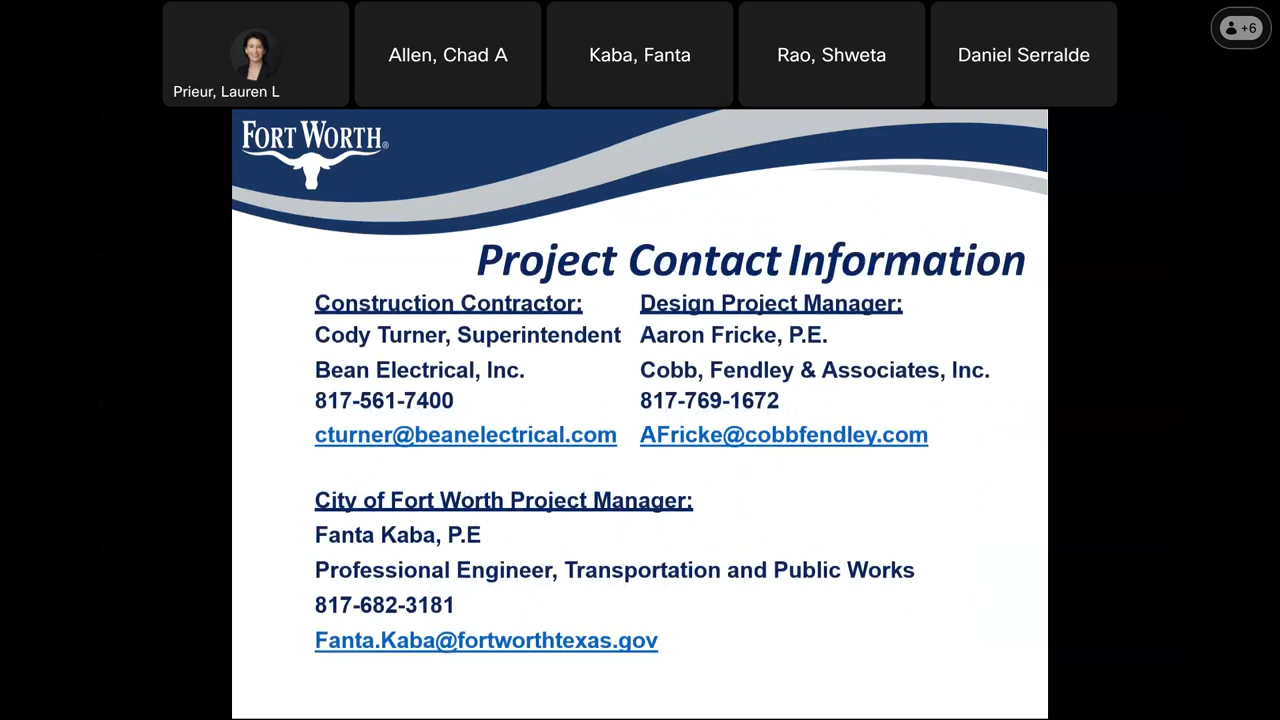 Prieur, Lauren L
Allen, Chad A
Kaba, Fanta
Rao, Shweta
Daniel Serralde
+6
FORT WORTH®
Project Contact Information
Construction Contractor:
Cody Turner, Superintendent
Bean Electrical, Inc.
817-561-7400
cturner@beanelectrical.com
Design Project Manager:
Aaron Fricke, P.E.
Cobb, Fendley & Associates, Inc.
817-769-1672
AFricke@cobbfendley.com
City of Fort Worth Project Manager:
Fanta Kaba, P.E
Professional Engineer, Transportation and Public Works
817-682-3181
Fanta.Kaba@fortworthtexas.gov